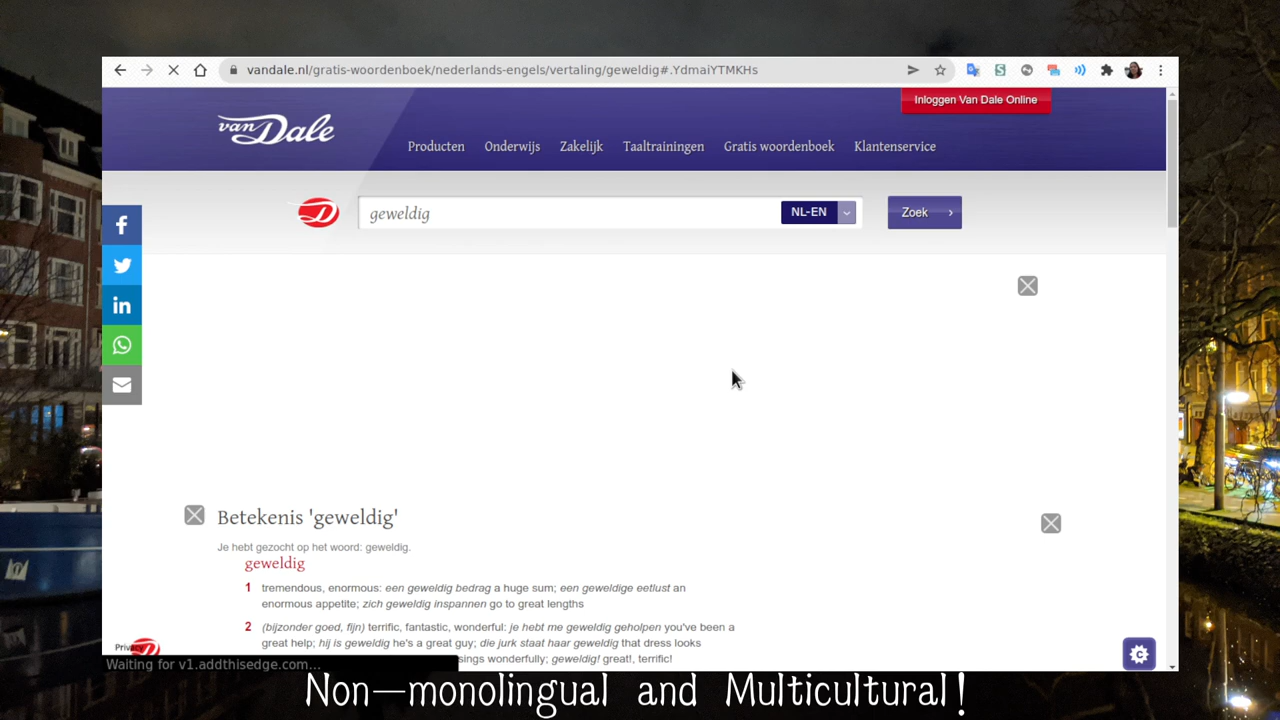 vandale.nl/gratis-woordenboek/nederlands-engels/vertaling/geweldig#.YdmaiYTMKHs
Inloggen Van Dale Online
van Dale
Producten Onderwijs Zakelijk Taaltrainingen Gratis woordenboek Klantenservice
geweldig NL-EN Zoek
Betekenis 'geweldig'
Je hebt gezocht op het woord: geweldig.
geweldig
1 tremendous, enormous: een geweldig bedrag a huge sum; een geweldige eetlust an
enormous appetite; zich geweldig inspannen go to great lengths
2 (bijzonder goed, fijn) terrific, fantastic, wonderful: je hebt me geweldig geholpen you've been a
great help; hij is geweldig he's a great guy; die jurk staat haar geweldig that dress looks
sings wonderfully; geweldig! great!, terrific!
Waiting for v1.addthisedge.com...
Non-monolingual and Multicultural!